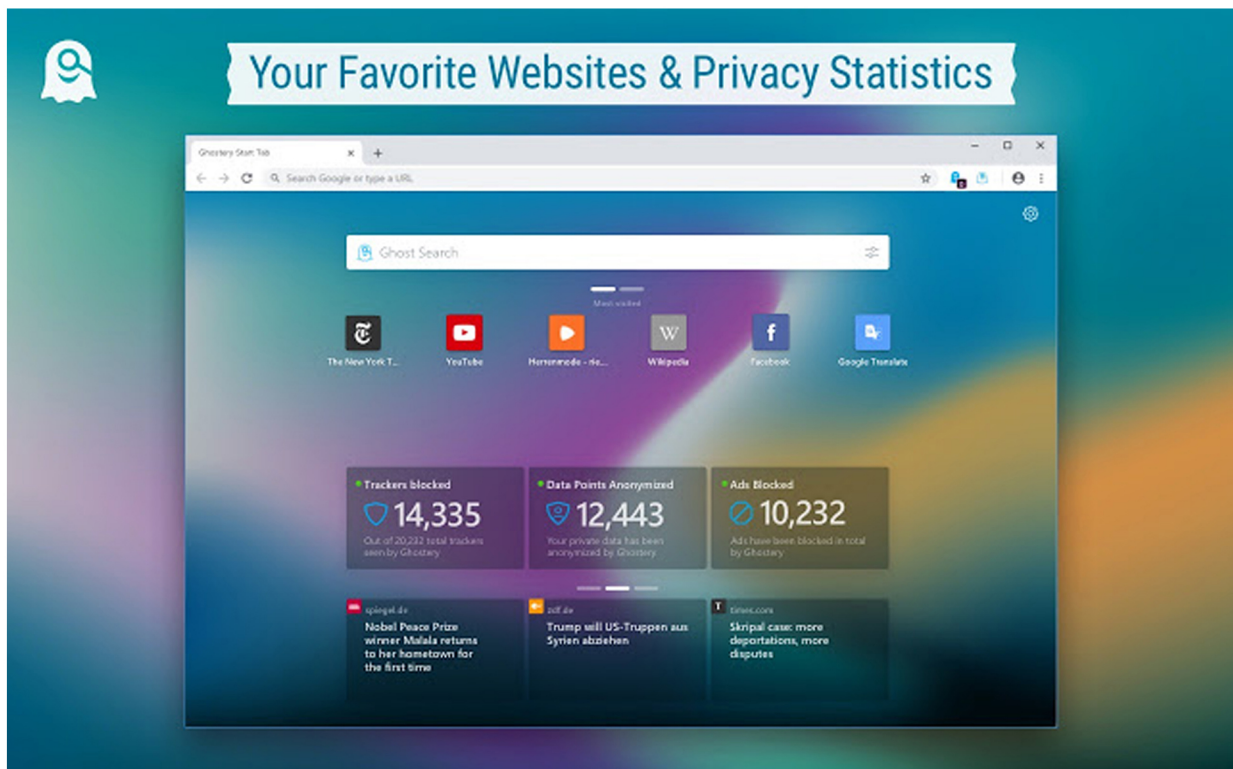 Your Favorite Websites & Privacy Statistics
Ghostery Start Tab
Search Google or type a URL
Ghost Search
Most visited
The New York T...
YouTube
Herrenmode - rie...
W
Wikipedia
f
Facebook
Google Translate
Trackers blocked
14,335
Out of 20,232 total trackers
seen by Ghostery
Data Points Anonymized
12,443
Your private data has been
anonymized by Ghostery
Ads Blocked
10,232
Ads have been blocked in total
by Ghostery
spiegel.de
Nobel Peace Prize
winner Malala returns
to her hometown for
the first time
zdf.de
Trump will US-Truppen aus
Syrien abziehen
T
times.com
Skripal case: more
deportations, more
disputes